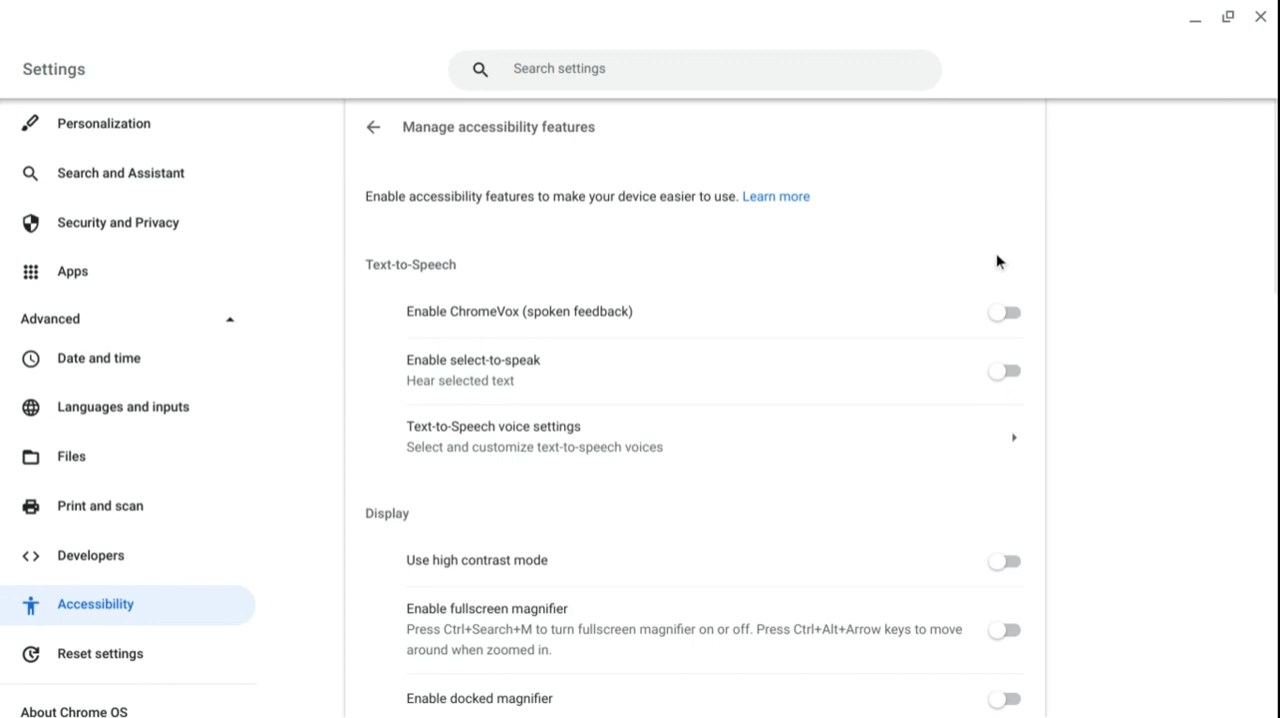 Settings
Search settings
Personalization
Search and Assistant
Security and Privacy
Apps
Advanced
Date and time
Languages and inputs
Files
Print and scan
Developers
Accessibility
Reset settings
About Chrome OS
Manage accessibility features
Enable accessibility features to make your device easier to use. Learn more
Text-to-Speech
Enable ChromeVox (spoken feedback)
Enable select-to-speak
Hear selected text
Text-to-Speech voice settings
Select and customize text-to-speech voices
Display
Use high contrast mode
Enable fullscreen magnifier
Press Ctrl+Search+M to turn fullscreen magnifier on or off. Press Ctrl+Alt+Arrow keys to move
around when zoomed in.
Enable docked magnifier